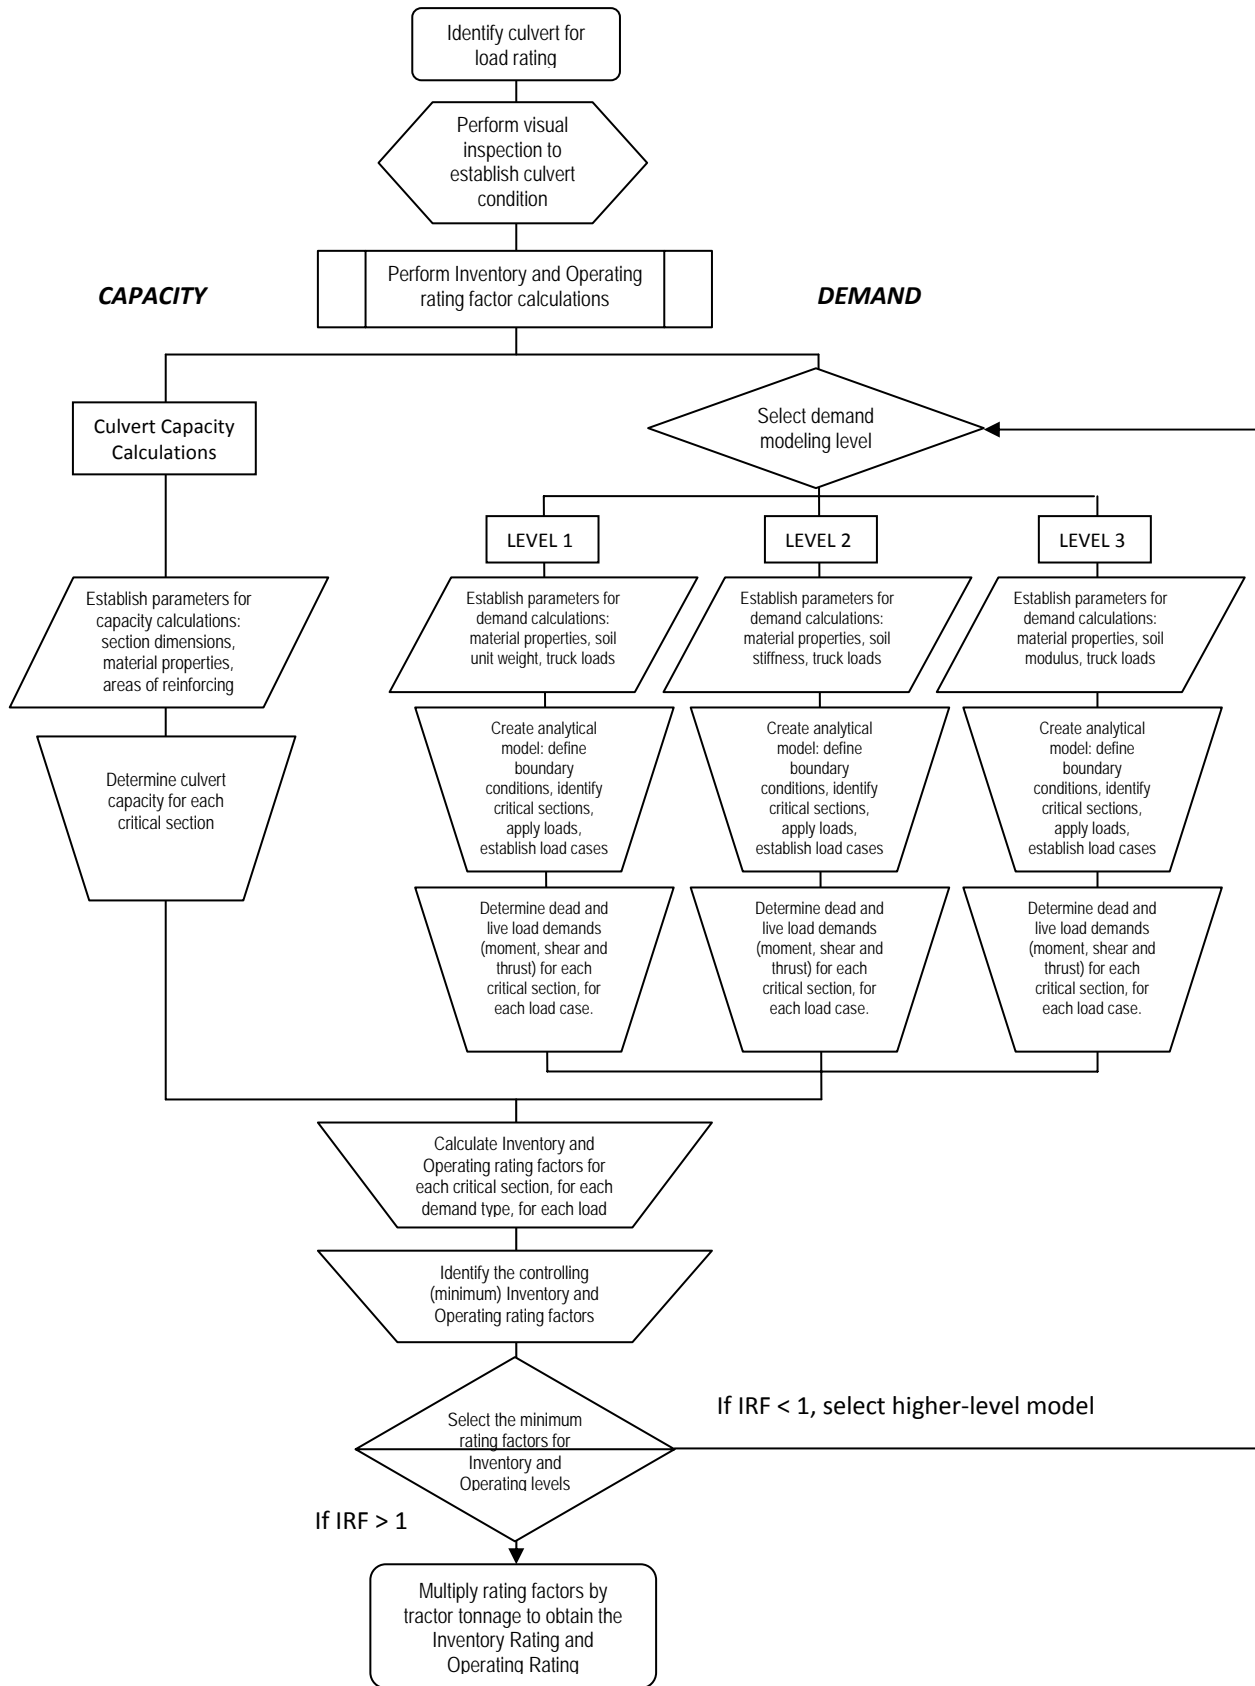 Identify culvert for
load rating
Perform visual
inspection to
establish culvert
condition
Perform Inventory and Operating
rating factor calculations
CAPACITY
DEMAND
Culvert Capacity
Calculations
Select demand
modeling level
LEVEL 1
LEVEL 2
LEVEL 3
Establish parameters for
capacity calculations:
section dimensions,
material properties,
areas of reinforcing
Establish parameters for
demand calculations:
material properties, soil
unit weight, truck loads
Establish parameters for
demand calculations:
material properties, soil
stiffness, truck loads
Establish parameters for
demand calculations:
material properties, soil
modulus, truck loads
Determine culvert
capacity for each
critical section
Create analytical
model: define
boundary
conditions, identify
critical sections,
apply loads,
establish load cases
Create analytical
model: define
boundary
conditions, identify
critical sections,
apply loads,
establish load cases
Create analytical
model: define
boundary
conditions, identify
critical sections,
apply loads,
establish load cases
Determine dead and
live load demands
(moment, shear and
thrust) for each
critical section, for
each load case.
Determine dead and
live load demands
(moment, shear and
thrust) for each
critical section, for
each load case.
Determine dead and
live load demands
(moment, shear and
thrust) for each
critical section, for
each load case.
Calculate Inventory and
Operating rating factors for
each critical section, for each
demand type, for each load
Identify the controlling
(minimum) Inventory and
Operating rating factors
Select the minimum
rating factors for
Inventory and
Operating levels
If IRF < 1, select higher-level model
If IRF > 1
Multiply rating factors by
tractor tonnage to obtain the
Inventory Rating and
Operating Rating